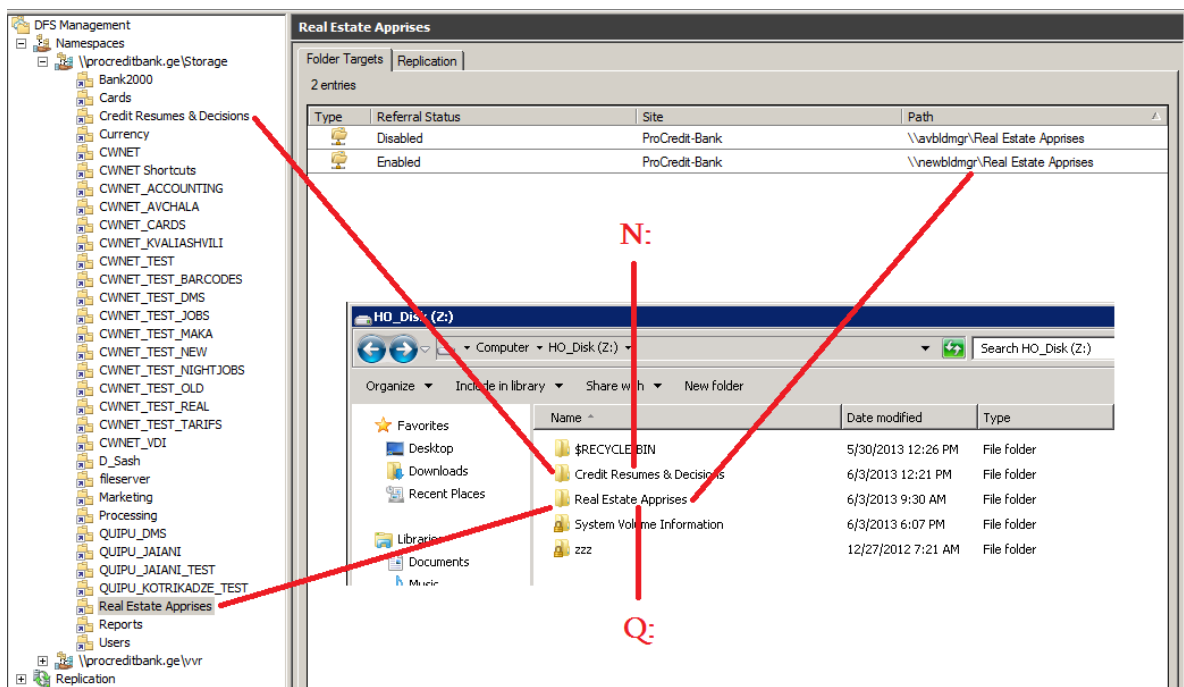 DFS Management
Namespaces
\\procreditbank.ge\Storage
Bank2000
Cards
Credit Resumes & Decisions
Currency
CWNET
CWNET Shortcuts
CWNET_ACCOUNTING
CWNET_AVCHALA
CWNET_CARDS
CWNET_KVALIASHVILI
CWNET_TEST
CWNET_TEST_BARCODES
CWNET_TEST_DMS
CWNET_TEST_JOBS
CWNET_TEST_MAKA
CWNET_TEST_NEW
CWNET_TEST_NIGHTJOBS
CWNET_TEST_OLD
CWNET_TEST_REAL
CWNET_TEST_TARIFS
CWNET_VDI
D_Sash
fileserver
Marketing
Processing
QUIPU_DMS
QUIPU_JAIANI
QUIPU_JAIANI_TEST
QUIPU_KOTRIKADZE_TEST
Real Estate Apprises
Reports
Users
\\procreditbank.ge\vvr
Replication
Real Estate Apprises
Folder Targets Replication
2 entries
Type Referral Status Site Path
Disabled ProCredit-Bank \\avbldmgr\Real Estate Apprises
Enabled ProCredit-Bank \\newbldmgr\Real Estate Apprises
N:
HO_Disk (Z:)
Computer HO_Disk (Z:) Search HO_Disk (Z:)
Organize Include in library Share with New folder
Favorites
Desktop
Downloads
Recent Places
Libraries
Documents
Music
Name Date modified Type
$RECYCLE.BIN 5/30/2013 12:26 PM File folder
Credit Resumes & Decisions 6/3/2013 12:21 PM File folder
Real Estate Apprises 6/3/2013 9:30 AM File folder
System Volume Information 6/3/2013 6:07 PM File folder
zzz 12/27/2012 7:21 AM File folder
Q: